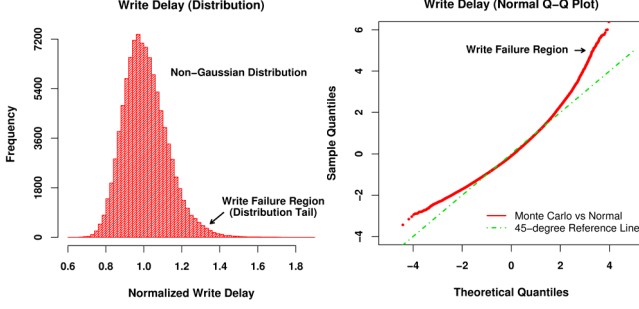 Write Delay (Distribution)
Frequency
0
1800
3600
5400
7200
Non−Gaussian Distribution
Write Failure Region
(Distribution Tail)
0.6
0.8
1.0
1.2
1.4
1.6
1.8
Normalized Write Delay
Write Delay (Normal Q−Q Plot)
Sample Quantiles
−4
−2
0
2
4
6
Write Failure Region
Monte Carlo vs Normal
45−degree Reference Line
−4
−2
0
2
4
Theoretical Quantiles